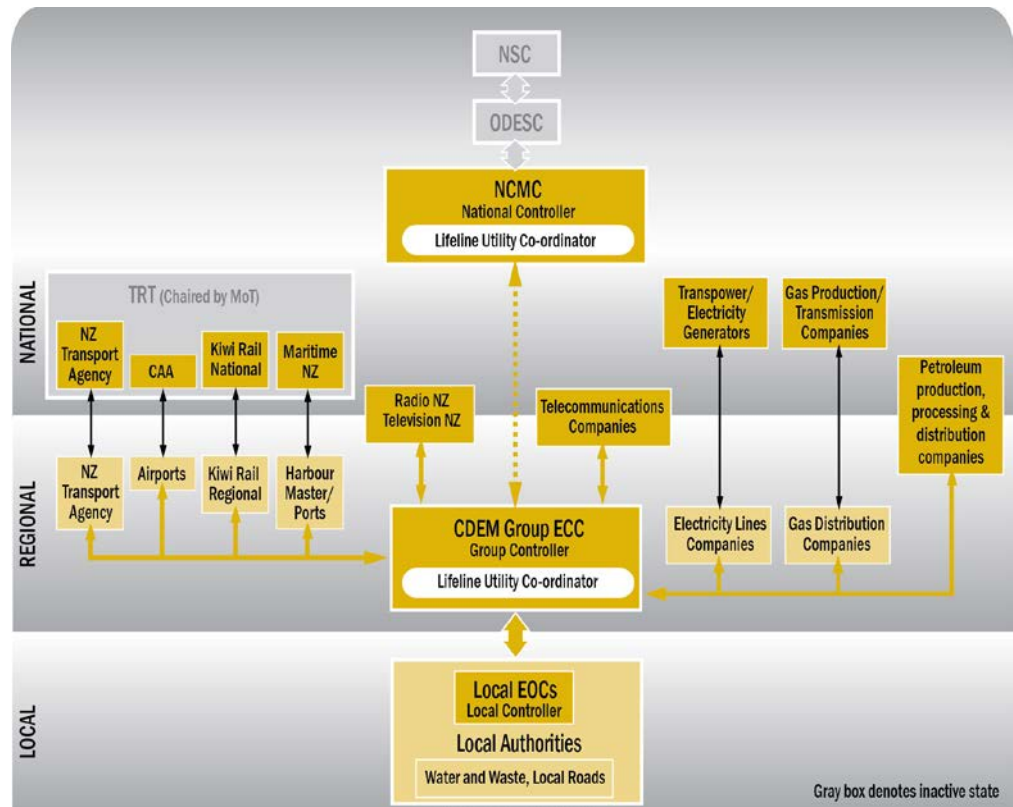 NSC
ODESC
NCMC
National Controller
Lifeline Utility Co-ordinator
NATIONAL
TRT (Chaired by MoT)
NZ
Transport
Agency
CAA
Kiwi Rail
National
Maritime
NZ
Radio NZ
Television NZ
Telecommunications
Companies
Transpower/
Electricity
Generators
Gas Production/
Transmission
Companies
Petroleum
production,
processing &
distribution
companies
REGIONAL
NZ
Transport
Agency
Airports
Kiwi Rail
Regional
Harbour
Master/
Ports
CDEM Group ECC
Group Controller
Lifeline Utility Co-ordinator
Electricity Lines
Companies
Gas Distribution
Companies
LOCAL
Local EOCs
Local Controller
Local Authorities
Water and Waste, Local Roads
Gray box denotes inactive state